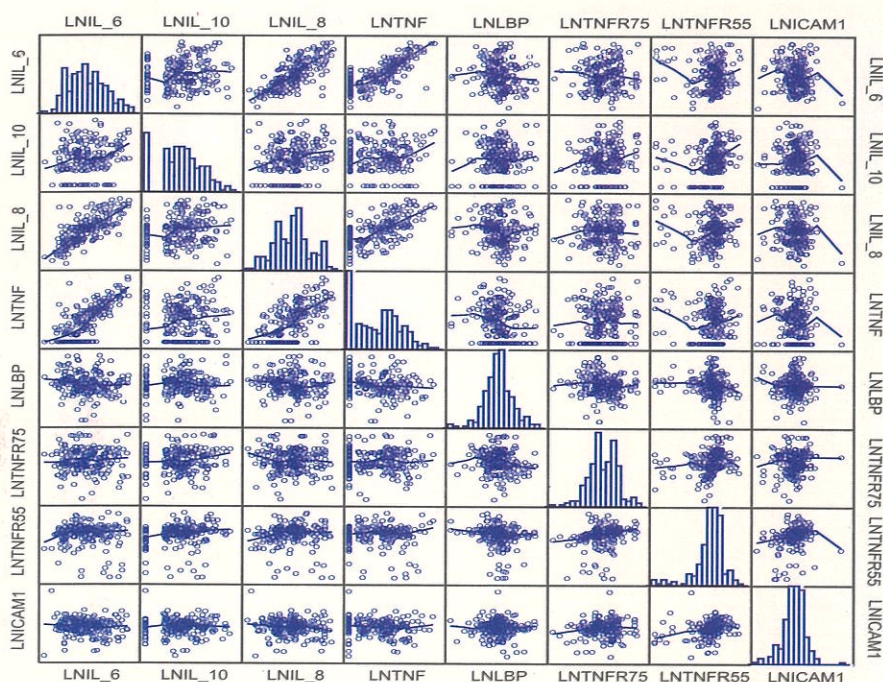 LNIL_6 LNIL_10 LNIL_8 LNTNF LNLBP LNTNFR75 LNTNFR55 LNICAM1
LNIL_6 LNIL_6
LNIL_10 LNIL_10
LNIL_8 LNIL_8
LNTNF LNTNF
LNLBP LNLBP
LNTNFR75 LNTNFR75
LNTNFR55 LNTNFR55
LNICAM1 LNICAM1
LNIL_6 LNIL_10 LNIL_8 LNTNF LNLBP LNTNFR75 LNTNFR55 LNICAM1